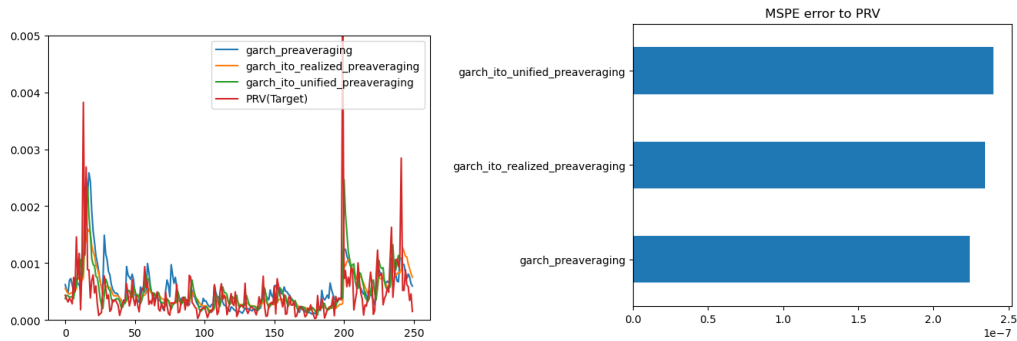 0.005
0.004
0.003
0.002
0.001
0.000
0
50
100
150
200
250
garch_preaveraging
garch_ito_realized_preaveraging
garch_ito_unified_preaveraging
PRV(Target)
MSPE error to PRV
garch_ito_unified_preaveraging
garch_ito_realized_preaveraging
garch_preaveraging
0.0
0.5
1.0
1.5
2.0
2.5
1e−7